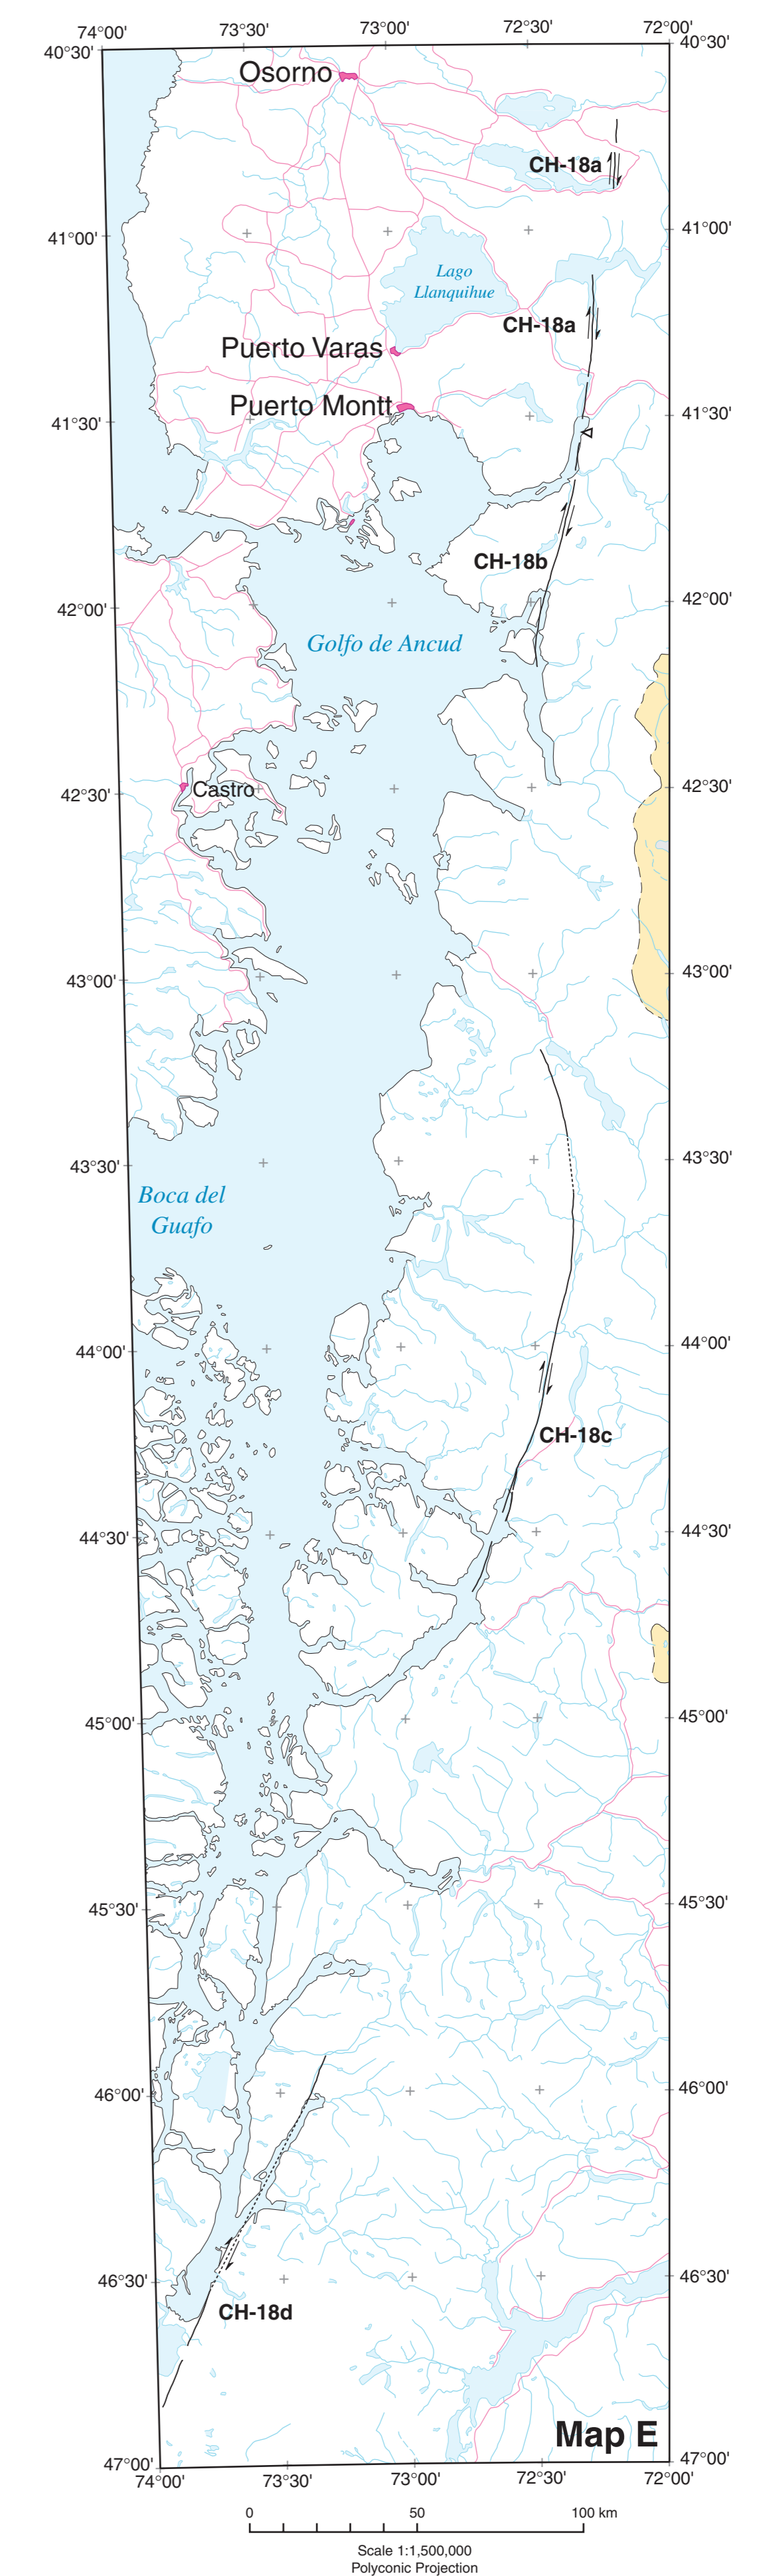 74°00'
73°30'
73°00'
72°30'
72°00'
40°30'
40°30'
Osorno
CH-18a
41°00'
41°00'
Lago
Llanquihue
CH-18a
Puerto Varas
Puerto Montt
41°30'
41°30'
CH-18b
42°00'
42°00'
Golfo de Ancud
42°30'
42°30'
Castro
43°00'
43°00'
43°30'
43°30'
Boca del
Guafo
44°00'
44°00'
CH-18c
44°30'
44°30'
45°00'
45°00'
45°30'
45°30'
46°00'
46°00'
46°30'
46°30'
CH-18d
Map E
47°00'
47°00'
74°00'
73°30'
73°00'
72°30'
72°00'
0
50
100 km
Scale 1:1,500,000
Polyconic Projection